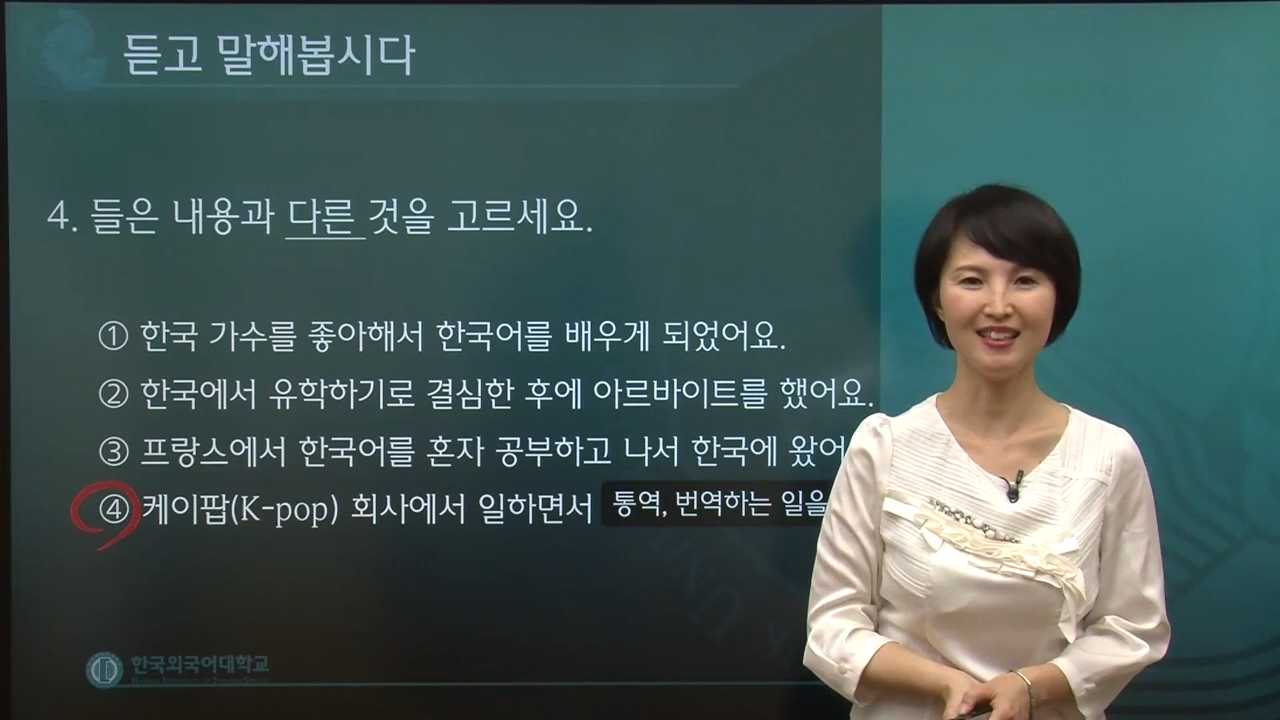 듣고 말해봅시다
4. 들은 내용과 다른 것을 고르세요.
① 한국 가수를 좋아해서 한국어를 배우게 되었어요.
② 한국에서 유학하기로 결심한 후에 아르바이트를 했어요.
③ 프랑스에서 한국어를 혼자 공부하고 나서 한국에 왔어
④ 케이팝(K-pop) 회사에서 일하면서 통역, 번역하는 일을
한국외국어대학교